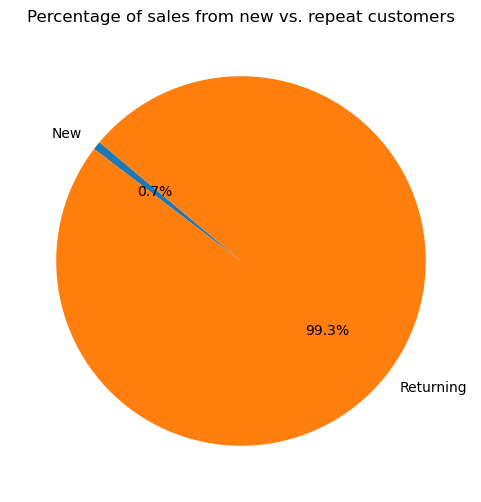 Percentage of sales from new vs. repeat customers
New
0.7%
99.3%
Returning